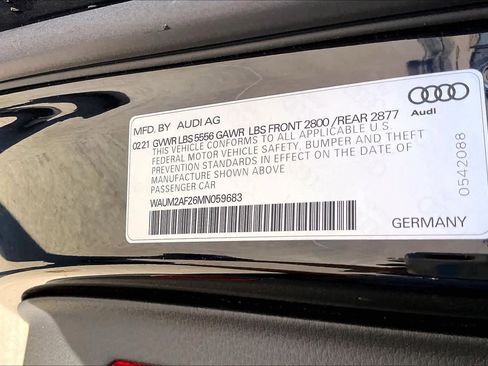 MFD. BY AUDI AG
0221 GVWR LBS 5556 GAWR LBS FRONT 2800 /REAR 2877
THIS VEHICLE CONFORMS TO ALL APPLICABLE U S
FEDERAL MOTOR VEHICLE SAFETY, BUMPER AND THEFT
PREVENTION STANDARDS IN EFFECT ON THE DATE OF
MANUFACTURE SHOWN ABOVE
PASSENGER CAR
WAUM2AF26MN059683
Audi
0542088
GERMANY